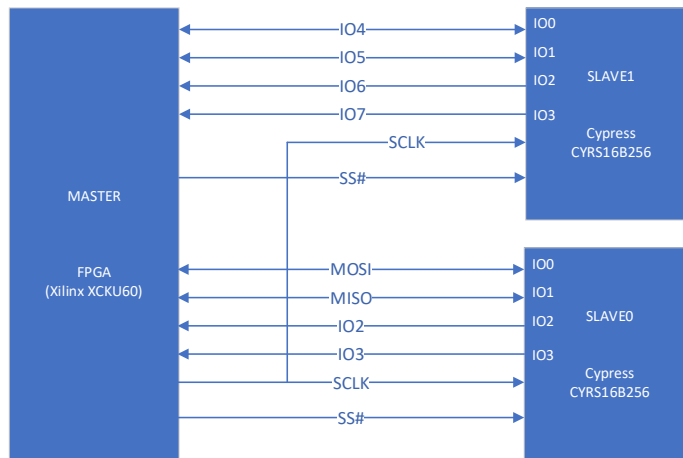 IO4
IO0
IO5
IO1
IO6
IO2
SLAVE1
IO7
IO3
SCLK
Cypress
CYRS16B256
SS#
MASTER
FPGA
(Xilinx XCKU60)
MOSI
IO0
MISO
IO1
IO2
IO2
SLAVE0
IO3
IO3
SCLK
Cypress
CYRS16B256
SS#